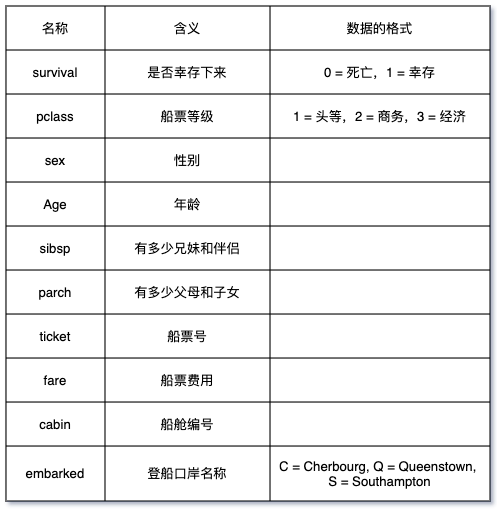 名称 含义 数据的格式
survival 是否幸存下来 0 = 死亡，1 = 幸存
pclass 船票等级 1 = 头等，2 = 商务，3 = 经济
sex 性别
Age 年龄
sibsp 有多少兄妹和伴侣
parch 有多少父母和子女
ticket 船票号
fare 船票费用
cabin 船舱编号
embarked 登船口岸名称 C = Cherbourg, Q = Queenstown,
S = Southampton